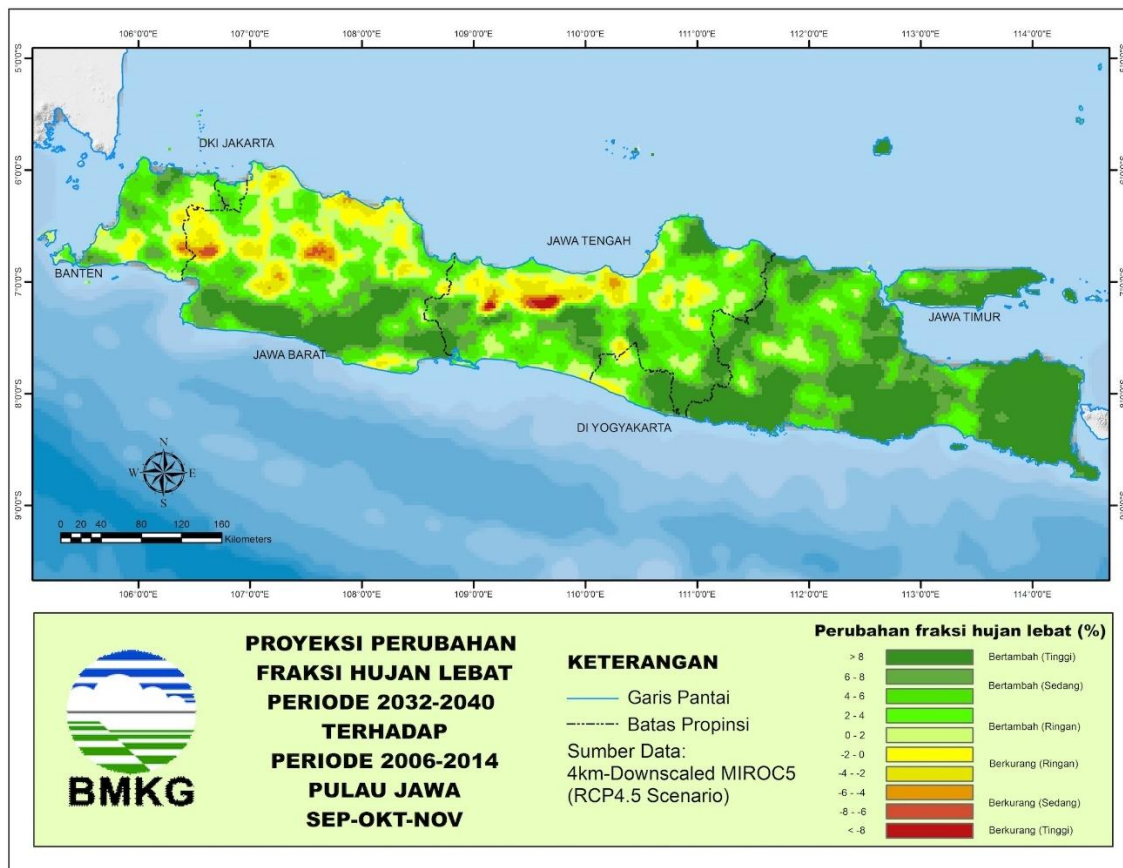 106°0'0"E 107°0'0"E 108°0'0"E 109°0'0"E 110°0'0"E 111°0'0"E 112°0'0"E 113°0'0"E 114°0'0"E
5°0'0"S
6°0'0"S
7°0'0"S
8°0'0"S
9°0'0"S
DKI JAKARTA
JAWA TENGAH
BANTEN
JAWA TIMUR
JAWA BARAT
DI YOGYAKARTA
N
W E
S
0 20 40 80 120 160
Kilometers
106°0'0"E 107°0'0"E 108°0'0"E 109°0'0"E 110°0'0"E 111°0'0"E 112°0'0"E 113°0'0"E 114°0'0"E
BMKG
PROYEKSI PERUBAHAN
FRAKSI HUJAN LEBAT
PERIODE 2032-2040
TERHADAP
PERIODE 2006-2014
PULAU JAWA
SEP-OKT-NOV
KETERANGAN
Garis Pantai
Batas Propinsi
Sumber Data:
4km-Downscaled MIROC5
(RCP4.5 Scenario)
Perubahan fraksi hujan lebat (%)
> 8 Bertambah (Tinggi)
6 - 8
Bertambah (Sedang)
4 - 6
2 - 4
Bertambah (Ringan)
0 - 2
-2 - 0
Berkurang (Ringan)
-4 - -2
-6 - -4
Berkurang (Sedang)
-8 - -6
< -8 Berkurang (Tinggi)